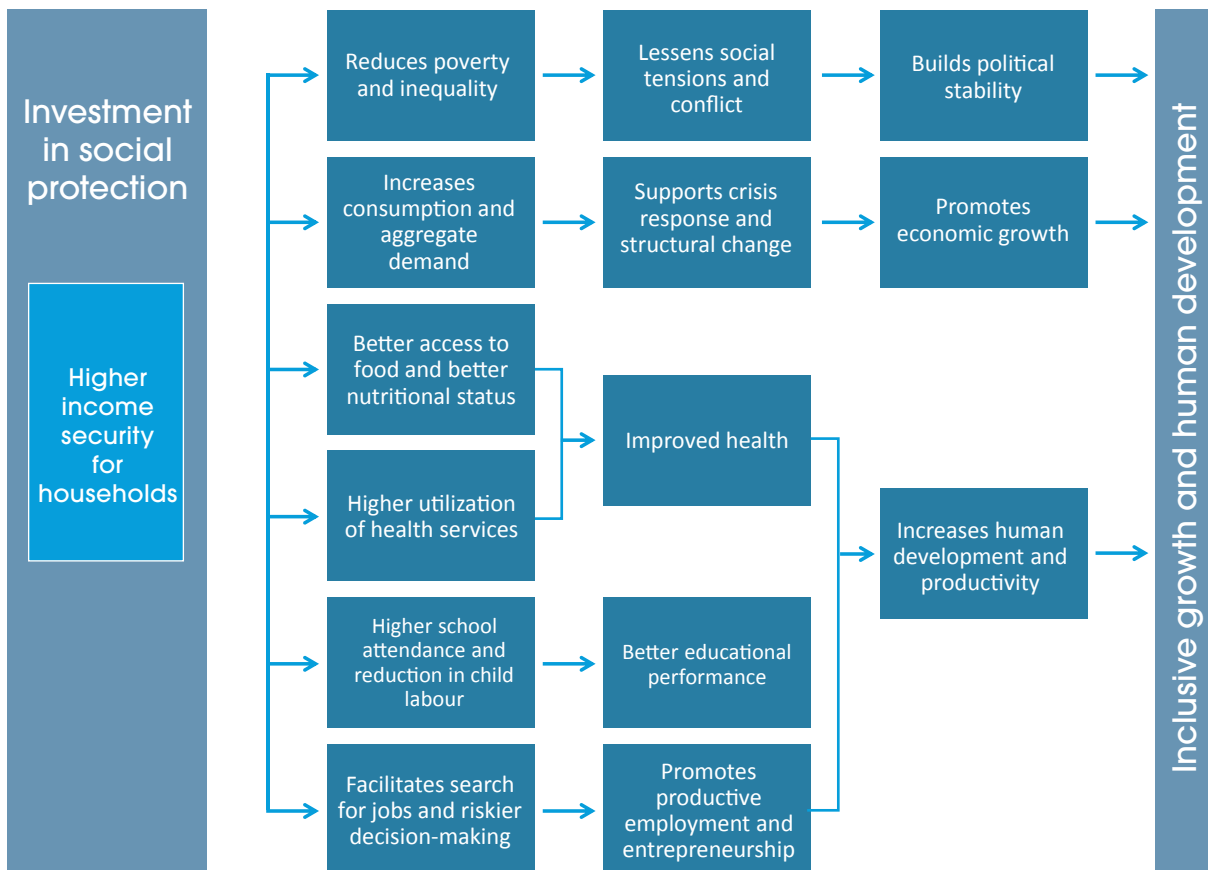 Investment
in social
protection
Higher
income
security
for
households
Reduces poverty
and inequality
Lessens social
tensions and
conflict
Builds political
stability
Increases
consumption and
aggregate
demand
Supports crisis
response and
structural change
Promotes
economic growth
Better access to
food and better
nutritional status
Higher utilization
of health services
Improved health
Increases human
development and
productivity
Higher school
attendance and
reduction in child
labour
Better educational
performance
Facilitates search
for jobs and riskier
decision-making
Promotes
productive
employment and
entrepreneurship
Inclusive growth and human development